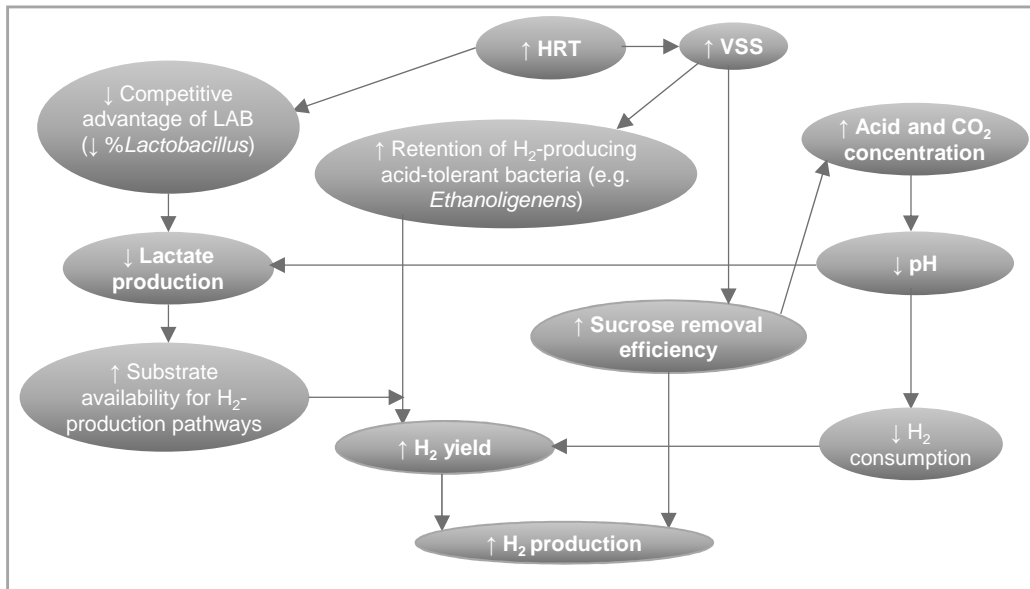 ↑ HRT
↑ VSS
↓ Competitive
advantage of LAB
(↓ %Lactobacillus)
↑ Retention of H₂-producing
acid-tolerant bacteria (e.g.
Ethanoligenens)
↑ Acid and CO₂
concentration
↓ Lactate
production
↓ pH
↑ Sucrose removal
efficiency
↑ Substrate
availability for H₂-
production pathways
↑ H₂ yield
↓ H₂
consumption
↑ H₂ production